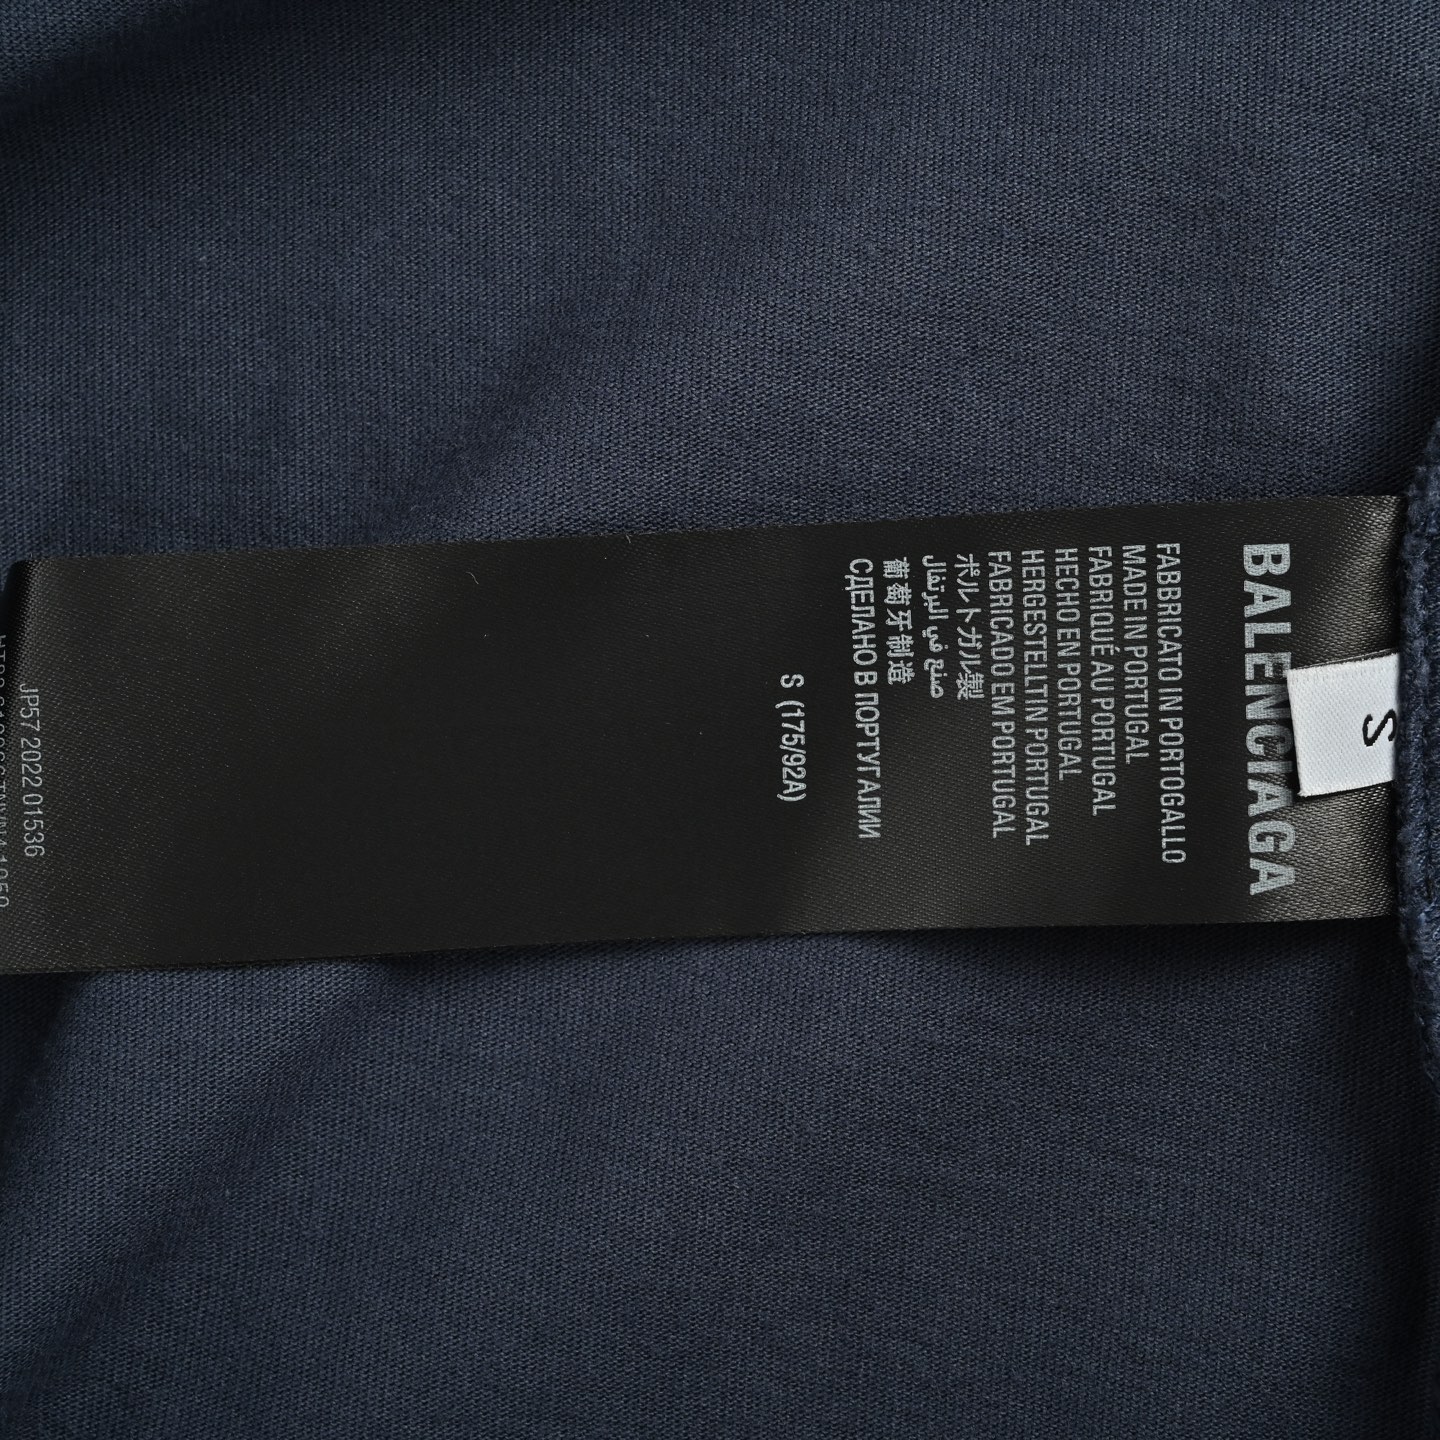 BALENCIAGA
S
FABBRICATO IN PORTOGALLO
MADE IN PORTUGAL
FABRIQUÉ AU PORTUGAL
HECHO EN PORTUGAL
HERGESTELLT IN PORTUGAL
FABRICADO EM PORTUGAL
ポルトガル製
صنع في البرتغال
葡萄牙制造
СДЕЛАНО В ПОРТУГАЛИИ
S (175/92A)
JP57 2022 01536